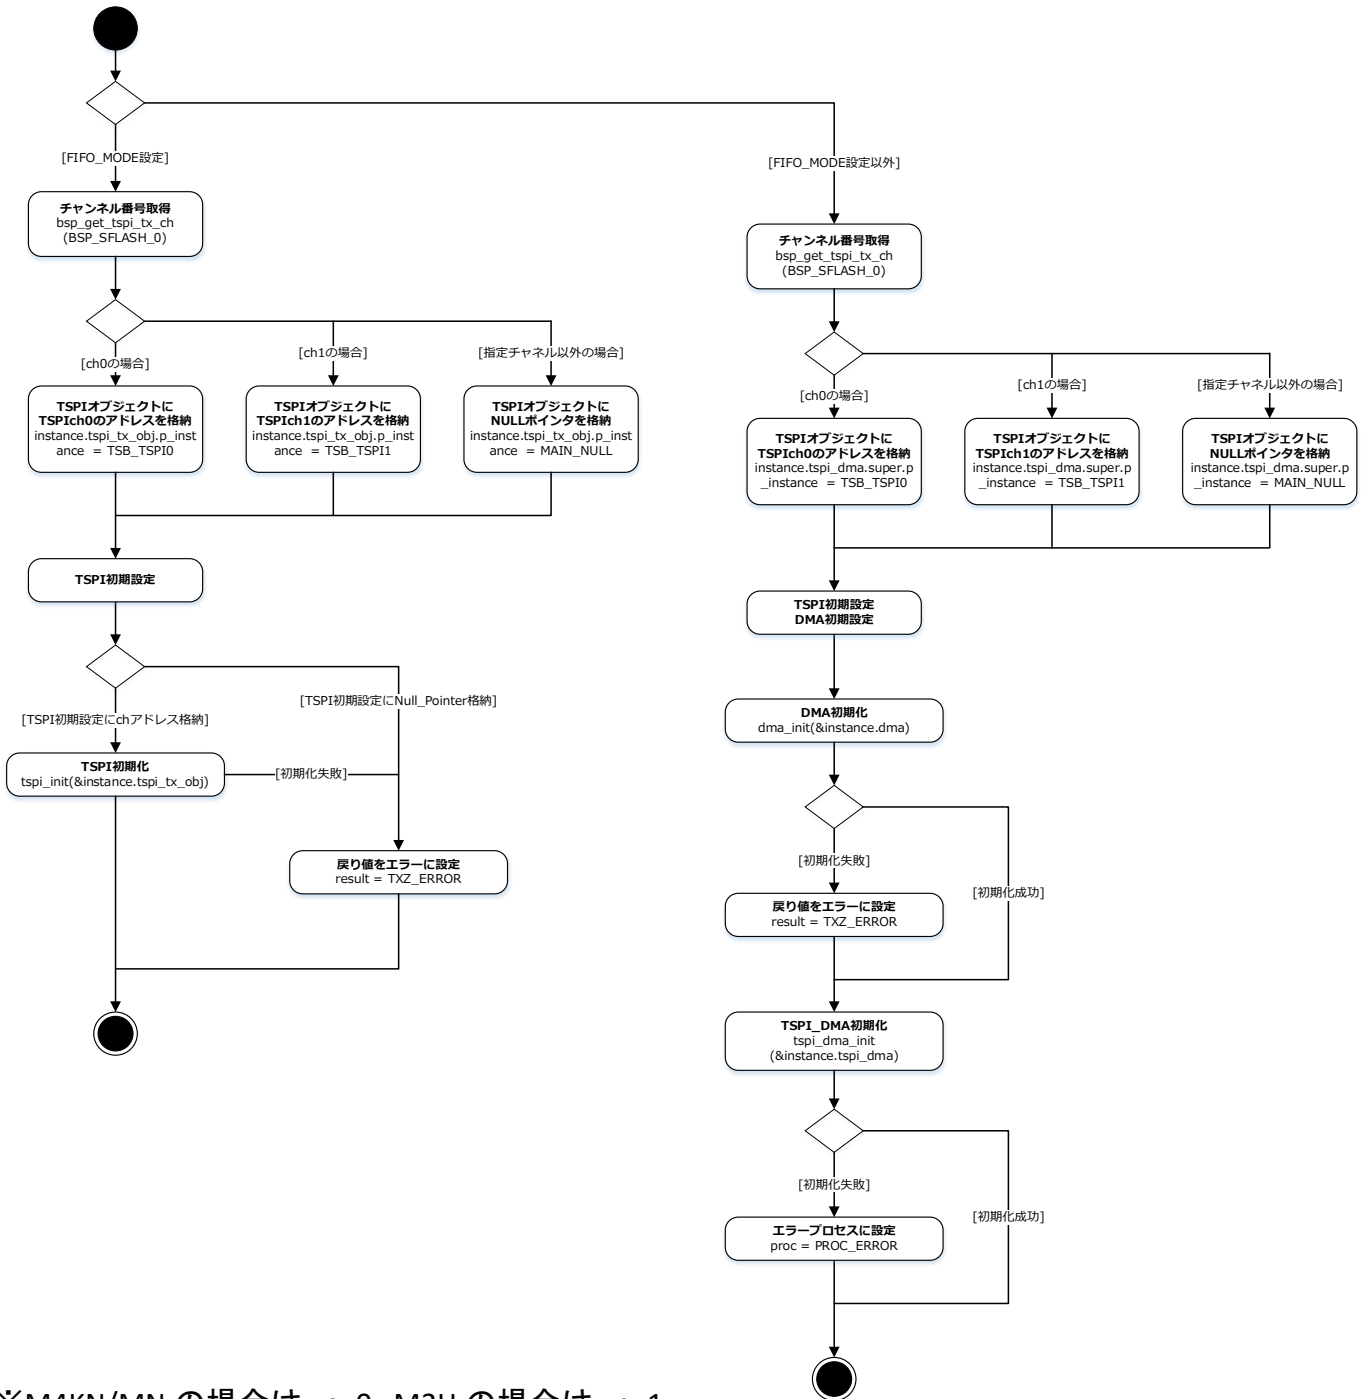 [FIFO_MODE設定]
チャンネル番号取得
bsp_get_tspi_tx_ch
(BSP_SFLASH_0)
[ch0の場合]
[ch1の場合]
[指定チャネル以外の場合]
TSPIオブジェクトに
TSPIch0のアドレスを格納
instance.tspi_tx_obj.p_inst
ance = TSB_TSPI0
TSPIオブジェクトに
TSPIch1のアドレスを格納
instance.tspi_tx_obj.p_inst
ance = TSB_TSPI1
TSPIオブジェクトに
NULLポインタを格納
instance.tspi_tx_obj.p_inst
ance = MAIN_NULL
TSPI初期設定
[TSPI初期設定にNull_Pointer格納]
[TSPI初期設定にchアドレス格納]
TSPI初期化
tspi_init(&instance.tspi_tx_obj)
[初期化失敗]
戻り値をエラーに設定
result = TXZ_ERROR
[FIFO_MODE設定以外]
チャンネル番号取得
bsp_get_tspi_tx_ch
(BSP_SFLASH_0)
[ch0の場合]
[ch1の場合]
[指定チャネル以外の場合]
TSPIオブジェクトに
TSPIch0のアドレスを格納
instance.tspi_dma.super.p
_instance = TSB_TSPI0
TSPIオブジェクトに
TSPIch1のアドレスを格納
instance.tspi_dma.super.p
_instance = TSB_TSPI1
TSPIオブジェクトに
NULLポインタを格納
instance.tspi_dma.super.p
_instance = MAIN_NULL
TSPI初期設定
DMA初期設定
DMA初期化
dma_init(&instance.dma)
[初期化失敗]
[初期化成功]
戻り値をエラーに設定
result = TXZ_ERROR
TSPI_DMA初期化
tspi_dma_init
(&instance.tspi_dma)
[初期化失敗]
[初期化成功]
エラープロセスに設定
proc = PROC_ERROR